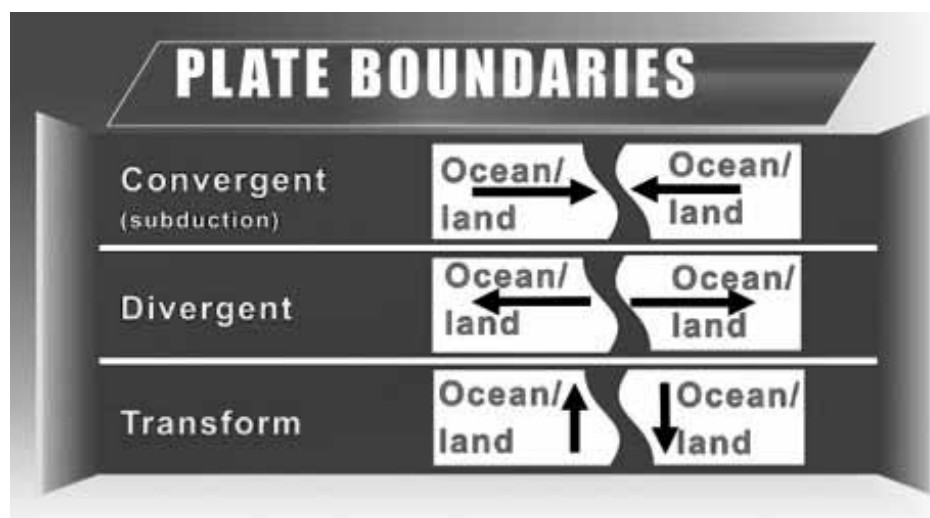 PLATE BOUNDARIES
Convergent
(subduction)
Ocean/
land
Ocean/
land
Divergent
Ocean/
land
Ocean/
land
Transform
Ocean/
land
Ocean/
land